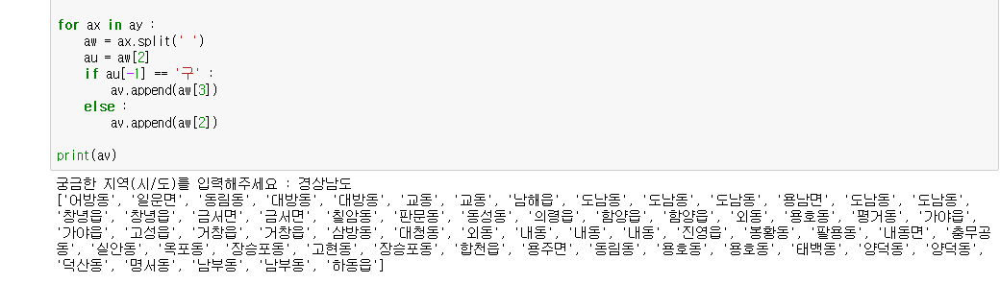 for ax in ay :
    aw = ax.split(' ')
    au = aw[2]
    if au[-1] == '구' :
        av.append(aw[3])
    else :
        av.append(aw[2])
print(av)
궁금한 지역(시/도)를 입력해주세요 : 경상남도
['어방동', '일운면', '동림동', '대방동', '대방동', '교동', '교동', '남해읍', '도남동', '도남동', '도남동', '용남면', '도남동', '도남동',
'창녕읍', '창녕읍', '금서면', '금서면', '칠암동', '판문동', '동성동', '의령읍', '함양읍', '함양읍', '외동', '용호동', '평거동', '가야읍',
'가야읍', '고성읍', '거창읍', '거창읍', '삼방동', '대청동', '외동', '내동', '내동', '내동', '진영읍', '봉황동', '팔용동', '내동면', '충무공
동', '실안동', '옥포동', '장승포동', '고현동', '장승포동', '합천읍', '용주면', '동림동', '용호동', '용호동', '태백동', '양덕동', '양덕동',
'덕산동', '명서동', '남부동', '남부동', '하동읍']